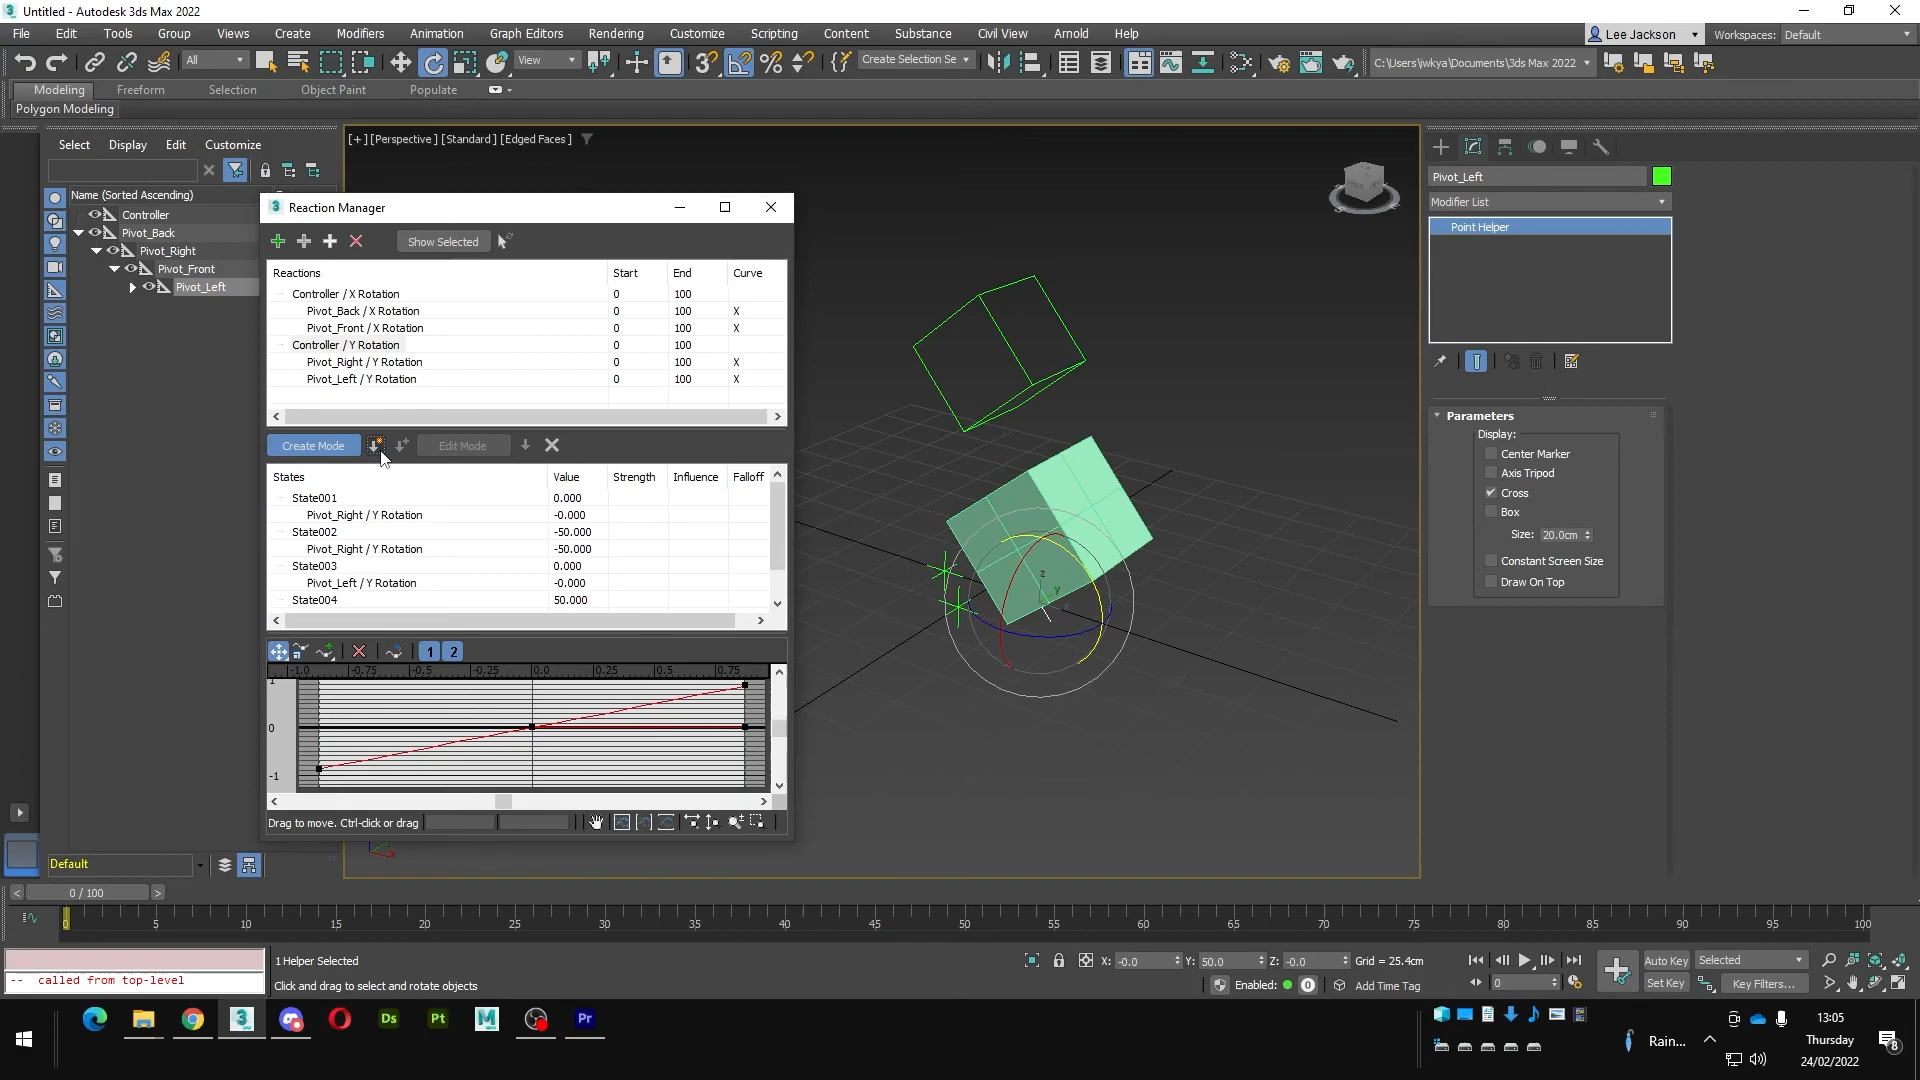 Untitled - Autodesk 3ds Max 2022
File Edit Tools Group Views Create Modifiers Animation Graph Editors Rendering Customize Scripting Content Substance Civil View Arnold Help
Lee Jackson Workspaces: Default
All View Create Selection Se C:\Users\iwkya\Documents\3ds Max 2022
Modeling Freeform Selection Object Paint Populate
Polygon Modeling
Select Display Edit Customize
[+] [Perspective ] [Standard ] [Edged Faces ]
Name (Sorted Ascending)
Controller
Pivot_Back
Pivot_Right
Pivot_Front
Pivot_Left
Reaction Manager
Show Selected
Reactions Start End Curve
Controller / X Rotation 0 100
Pivot_Back / X Rotation 0 100 X
Pivot_Front / X Rotation 0 100 X
Controller / Y Rotation 0 100
Pivot_Right / Y Rotation 0 100 X
Pivot_Left / Y Rotation 0 100 X
Create Mode Edit Mode
States Value Strength Influence Falloff
State001 0.000
Pivot_Right / Y Rotation -0.000
State002 -50.000
Pivot_Right / Y Rotation -50.000
State003 0.000
Pivot_Left / Y Rotation -0.000
State004 50.000
1 2
-1.0 -0.75 -0.5 -0.25 0.0 0.25 0.5 0.75
1
0
-1
Drag to move. Ctrl-click or drag
Pivot_Left
Modifier List
Point Helper
Parameters
Display:
Center Marker
Axis Tripod
Cross
Box
Size: 20.0cm
Constant Screen Size
Draw On Top
z
y
x
Default
0 / 100
0 5 10 15 20 25 30 35 40 45 50 55 60 65 70 75 80 85 90 95 100
-- called from top-level
1 Helper Selected
Click and drag to select and rotate objects
X: -0.0 Y: 50.0 Z: -0.0 Grid = 25.4cm
Enabled: 0 Add Time Tag
0
Auto Key Selected
Set Key Key Filters...
Ds Pt M Pr
Rain...
13:05
Thursday
24/02/2022
8